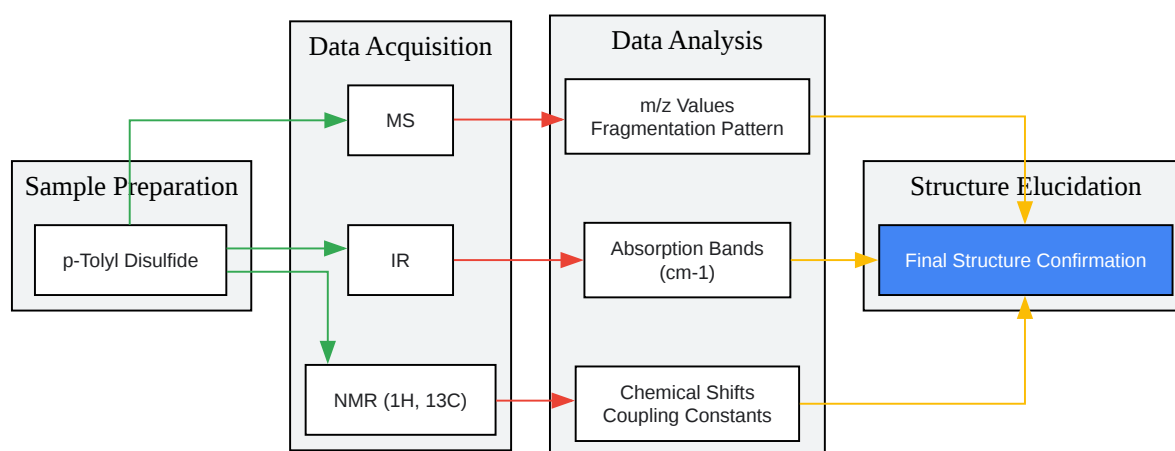 Data Acquisition
Data Analysis
MS
m/z Values
Fragmentation Pattern
Sample Preparation
Structure Elucidation
p-Tolyl Disulfide
IR
Absorption Bands
(cm-1)
Final Structure Confirmation
NMR (1H, 13C)
Chemical Shifts
Coupling Constants